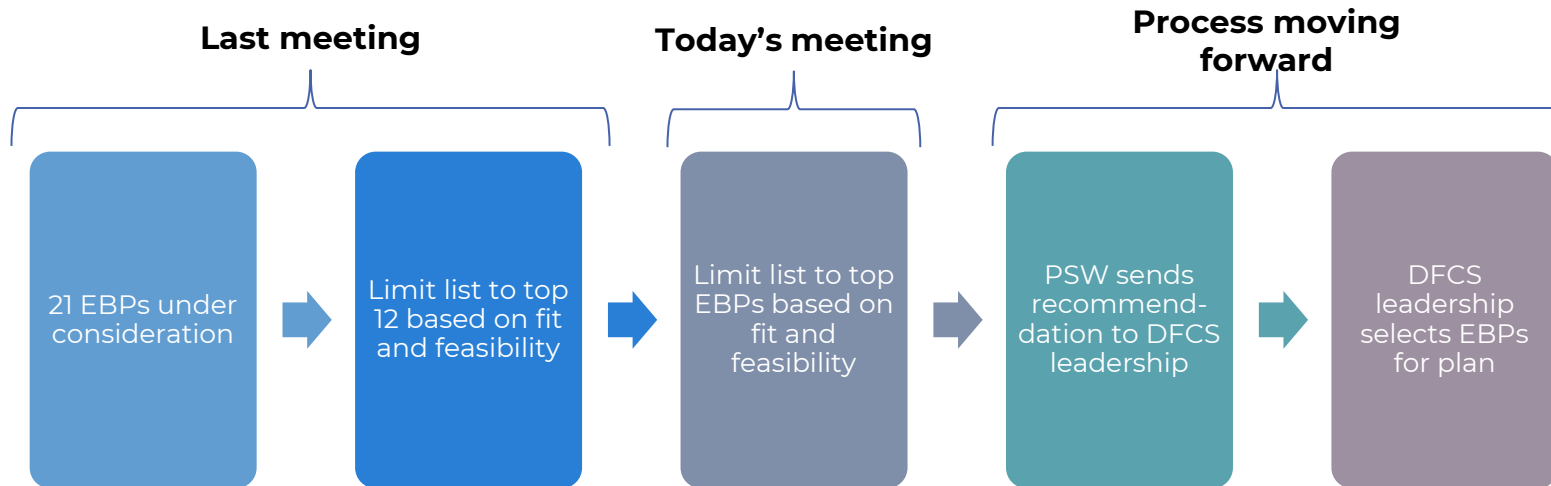 Last meeting
Today’s meeting
Process moving
forward
21 EBPs under
consideration
Limit list to top
12 based on fit
and feasibility
Limit list to top
EBPs based on
fit and
feasibility
PSW sends
recommend-
dation to DFCS
leadership
DFCS
leadership
selects EBPs
for plan